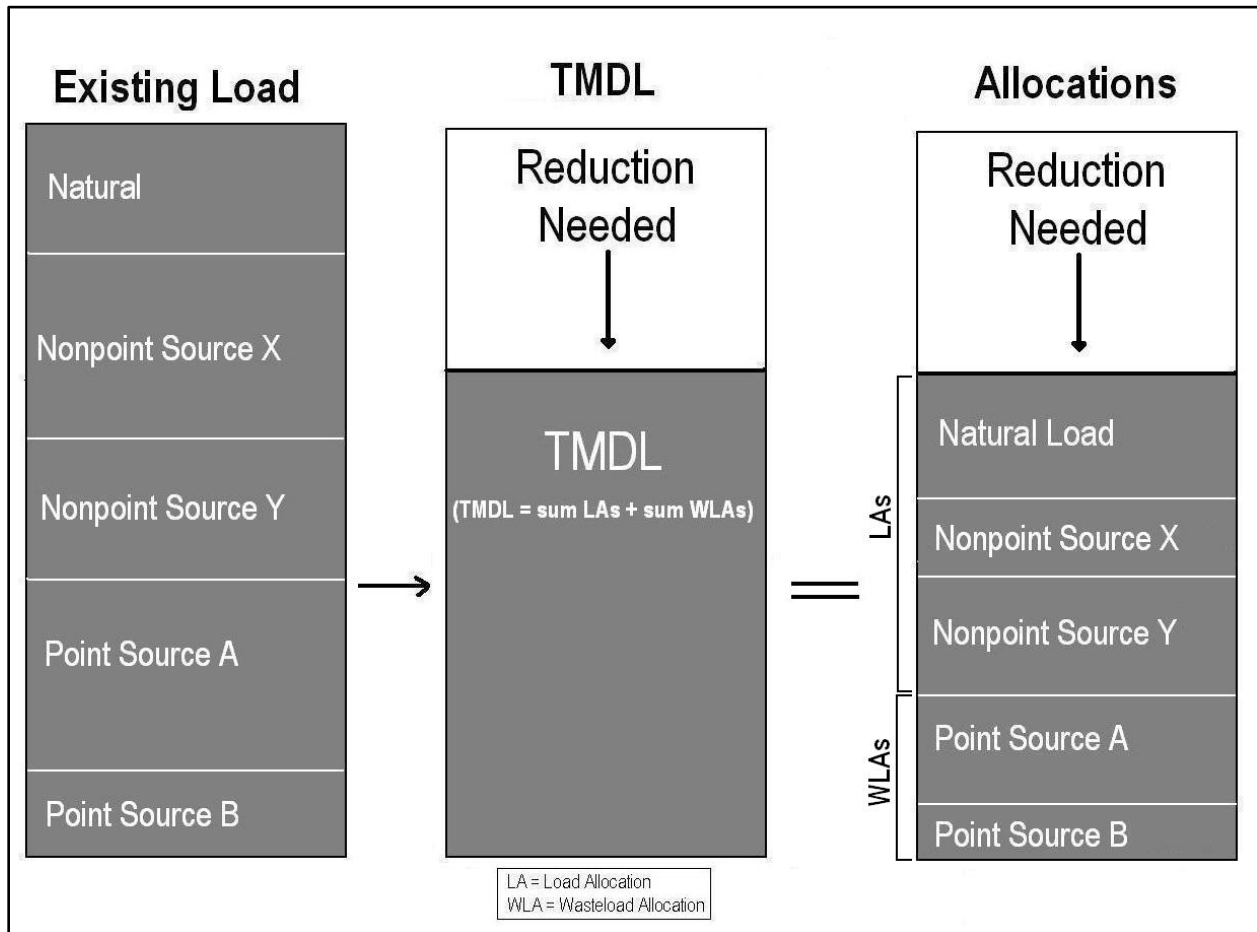 Existing Load
Natural
Nonpoint Source X
Nonpoint Source Y
Point Source A
Point Source B
TMDL
Reduction
Needed
TMDL
(TMDL = sum LAs + sum WLAs)
Allocations
Reduction
Needed
LAs
Natural Load
Nonpoint Source X
Nonpoint Source Y
WLAs
Point Source A
Point Source B
LA = Load Allocation
WLA = Wasteload Allocation